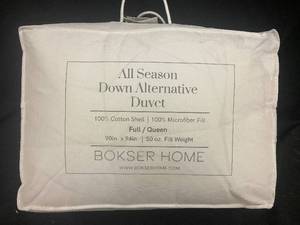 All Season
Down Alternative
Duvet
100% Cotton Shell | 100% Microfiber Fill
Full / Queen
90in. x 94in. | 50 oz. Fill Weight
BOKSER HOME
WWW.BOKSERHOME.COM